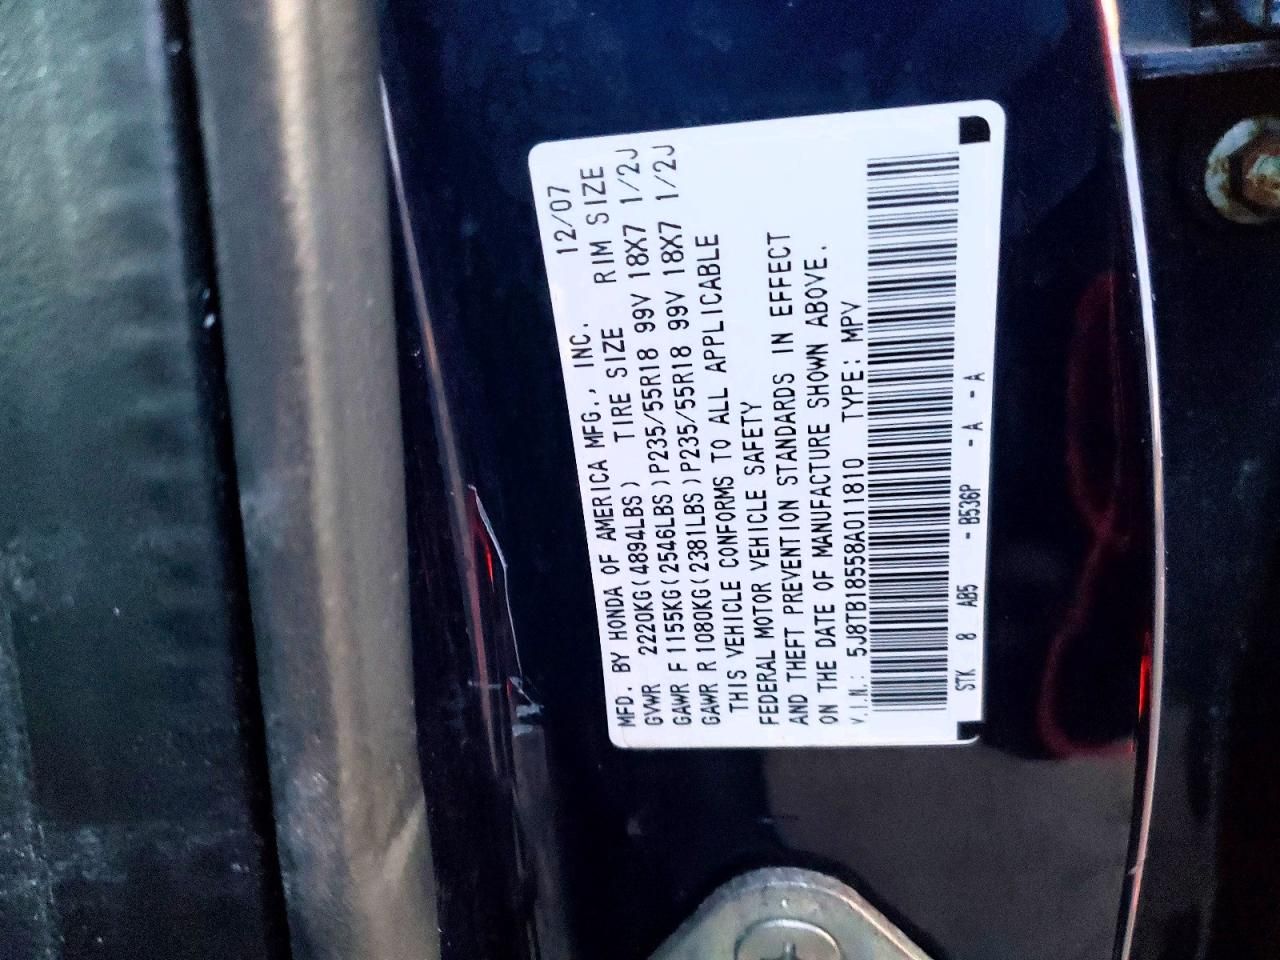 MFD. BY HONDA OF AMERICA MFG., INC. 12/07
GVWR 2220KG(4894LBS) TIRE SIZE RIM SIZE
GAWR F 1155KG(2546LBS)P235/55R18 99V 18X7 1/2J
GAWR R 1080KG(2381LBS)P235/55R18 99V 18X7 1/2J
THIS VEHICLE CONFORMS TO ALL APPLICABLE
FEDERAL MOTOR VEHICLE SAFETY
AND THEFT PREVENTION STANDARDS IN EFFECT
ON THE DATE OF MANUFACTURE SHOWN ABOVE.
V.I.N.: 5J8TB18558A011810 TYPE: MPV
STK 8 AB5 -B536P -A -A